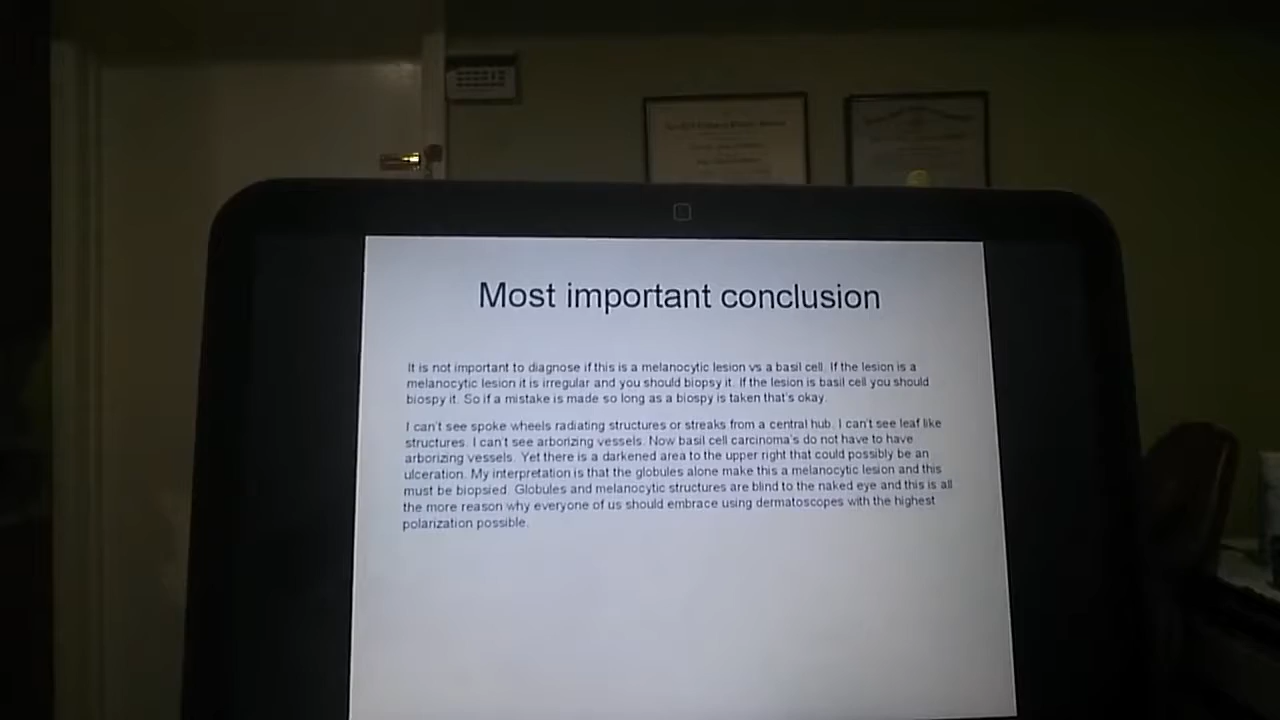 Most important conclusion
It is not important to diagnose if this is a melanocytic lesion vs a basil cell. If the lesion is a
melanocytic lesion it is irregular and you should biopsy it. If the lesion is basil cell you should
biospy it. So if a mistake is made so long as a biospy is taken that's okay.
I can't see spoke wheels radiating structures or streaks from a central hub. I can't see leaf like
structures. I can't see arborizing vessels. Now basil cell carcinoma's do not have to have
arborizing vessels. Yet there is a darkened area to the upper right that could possibly be an
ulceration. My interpretation is that the globules alone make this a melanocytic lesion and this
must be biopsied. Globules and melanocytic structures are blind to the naked eye and this is all
the more reason why everyone of us should embrace using dermatoscopes with the highest
polarization possible.